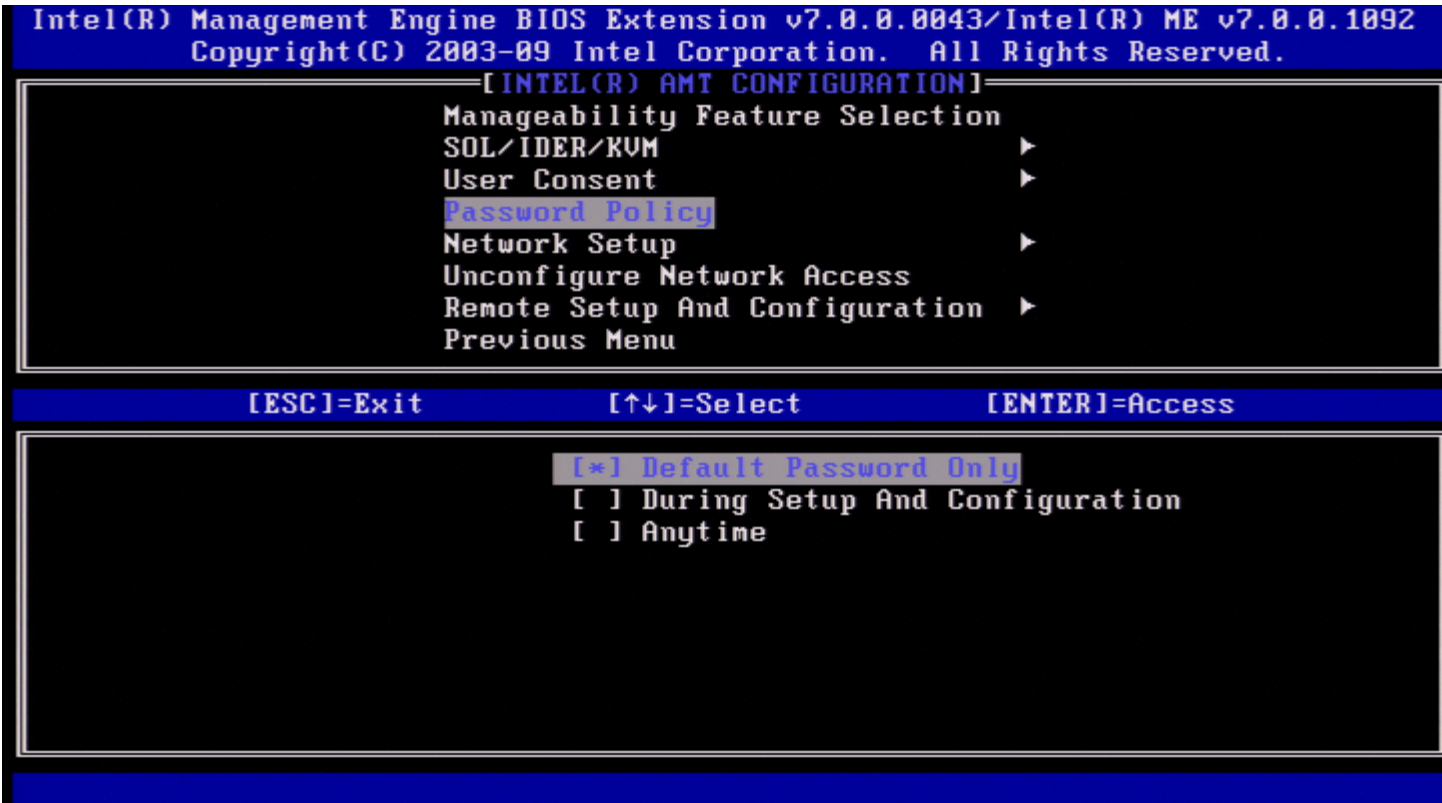 Intel(R) Management Engine BIOS Extension v7.0.0.0043/Intel(R) ME v7.0.0.1092
Copyright(C) 2003-09 Intel Corporation. All Rights Reserved.
[INTEL(R) AMT CONFIGURATION]
Manageability Feature Selection
SOL/IDER/KVM ►
User Consent ►
Password Policy
Network Setup ►
Unconfigure Network Access
Remote Setup And Configuration ►
Previous Menu
[ESC]=Exit [↑↓]=Select [ENTER]=Access
[*] Default Password Only
[ ] During Setup And Configuration
[ ] Anytime